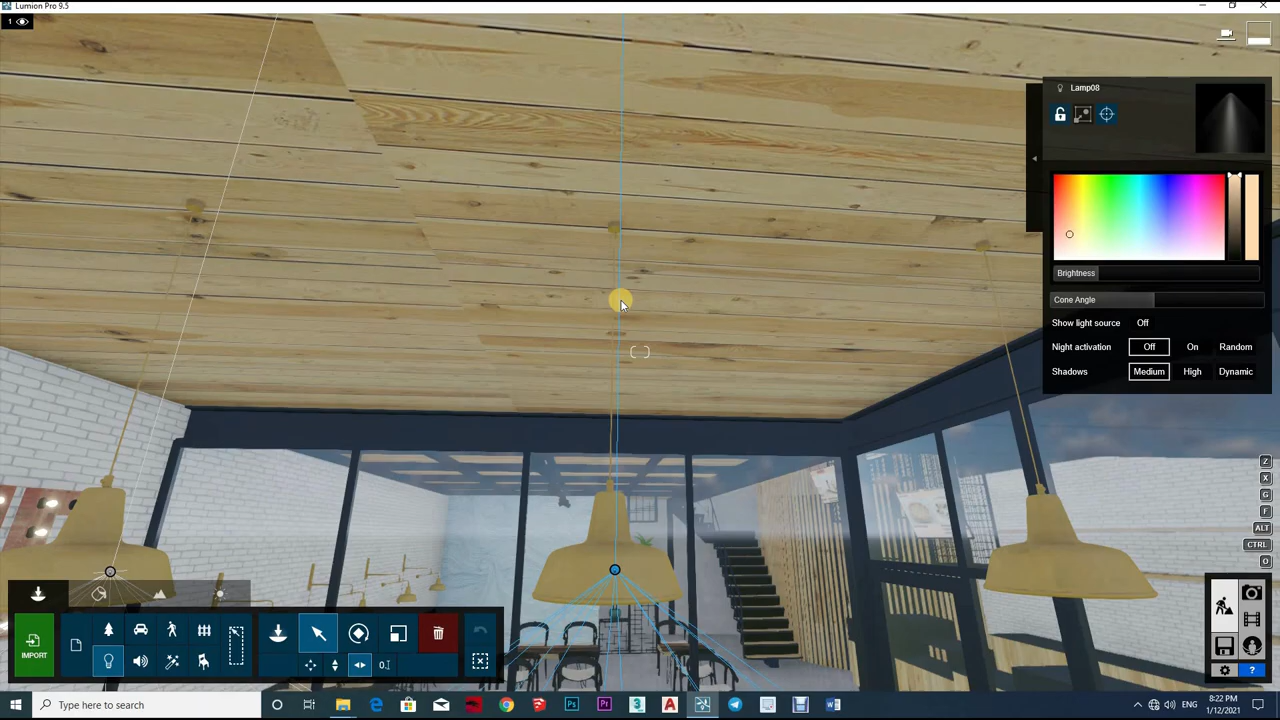 Lumion Pro 9.5
1
Lamp08
Brightness
Cone Angle
Show light source Off
Night activation Off On Random
Shadows Medium High Dynamic
Z
X
G
F
ALT
CTRL
O
IMPORT
?
Type here to search
ENG
8:22 PM
1/12/2021